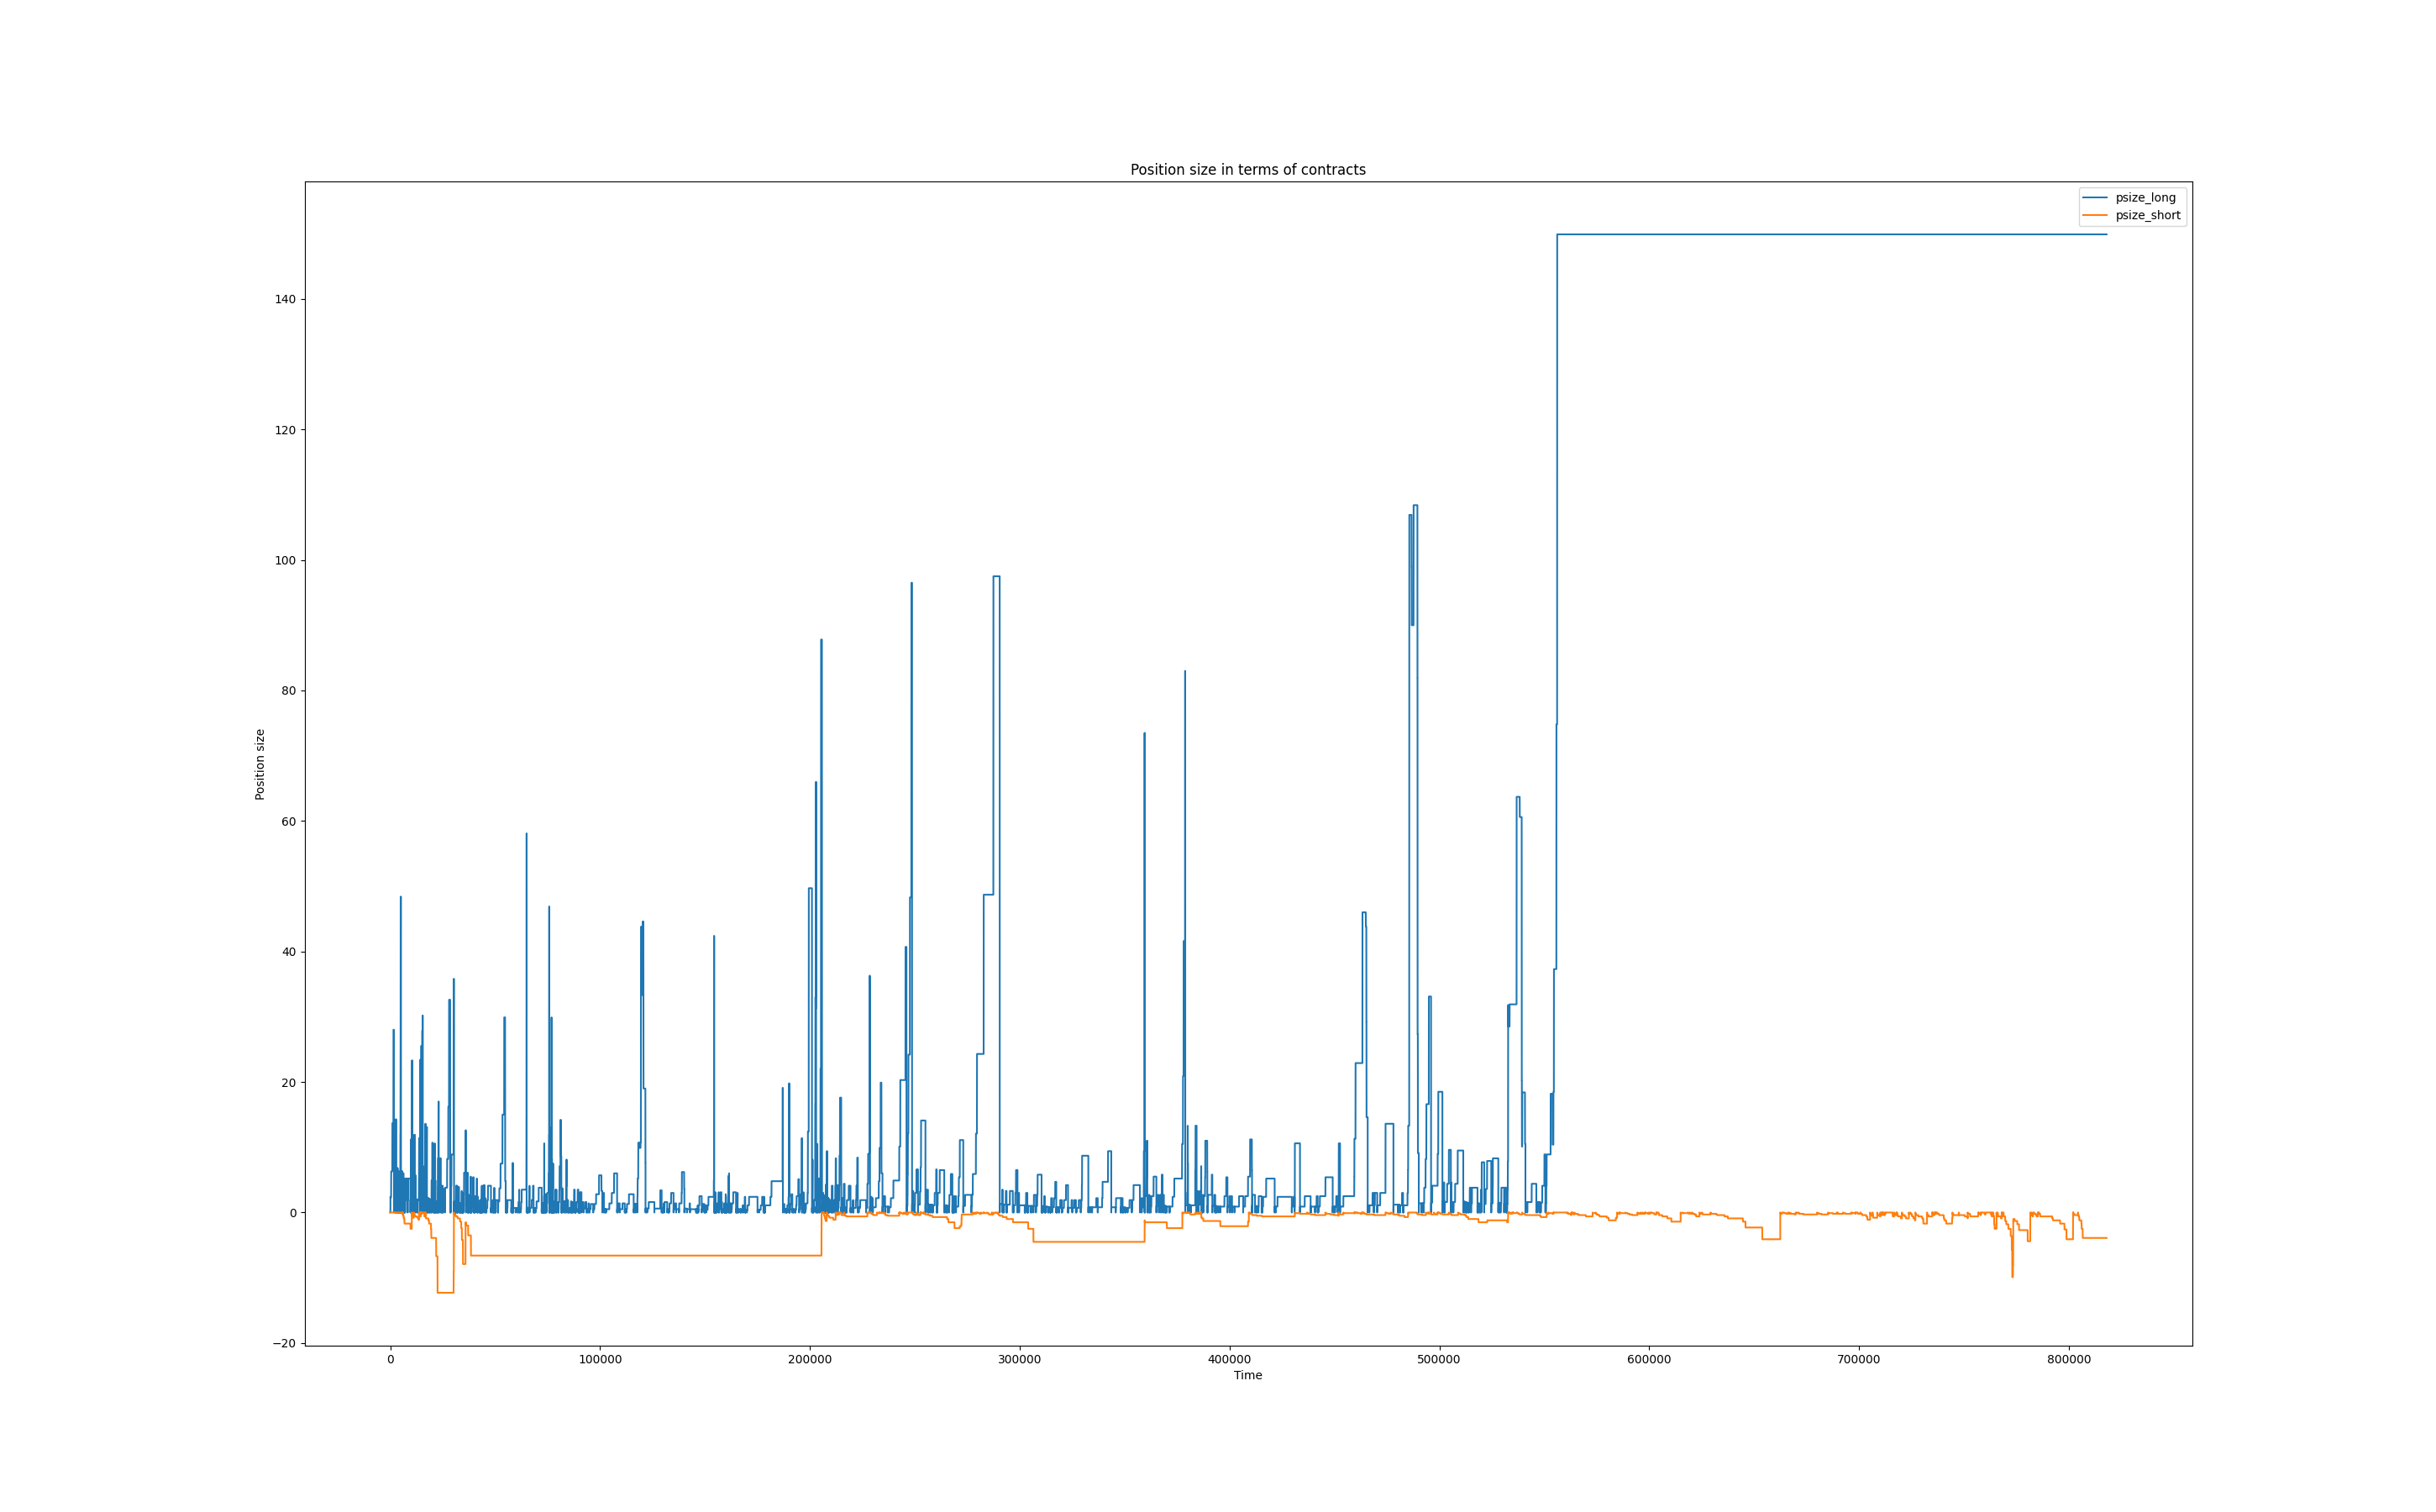 Position size in terms of contracts
psize_long
psize_short
140
120
100
80
60
40
20
0
−20
Position size
0 100000 200000 300000 400000 500000 600000 700000 800000
Time